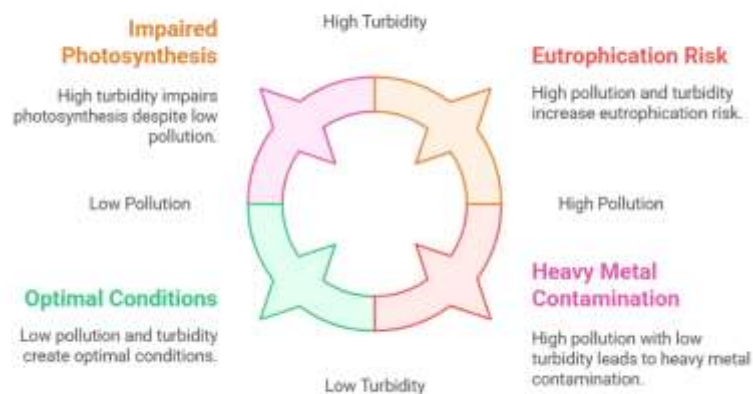 High Turbidity
Impaired
Photosynthesis
High turbidity impairs
photosynthesis despite low
pollution.
Eutrophication Risk
High pollution and turbidity
increase eutrophication risk.
Low Pollution
High Pollution
Optimal Conditions
Low pollution and turbidity
create optimal conditions.
Heavy Metal
Contamination
High pollution with low
turbidity leads to heavy metal
contamination.
Low Turbidity